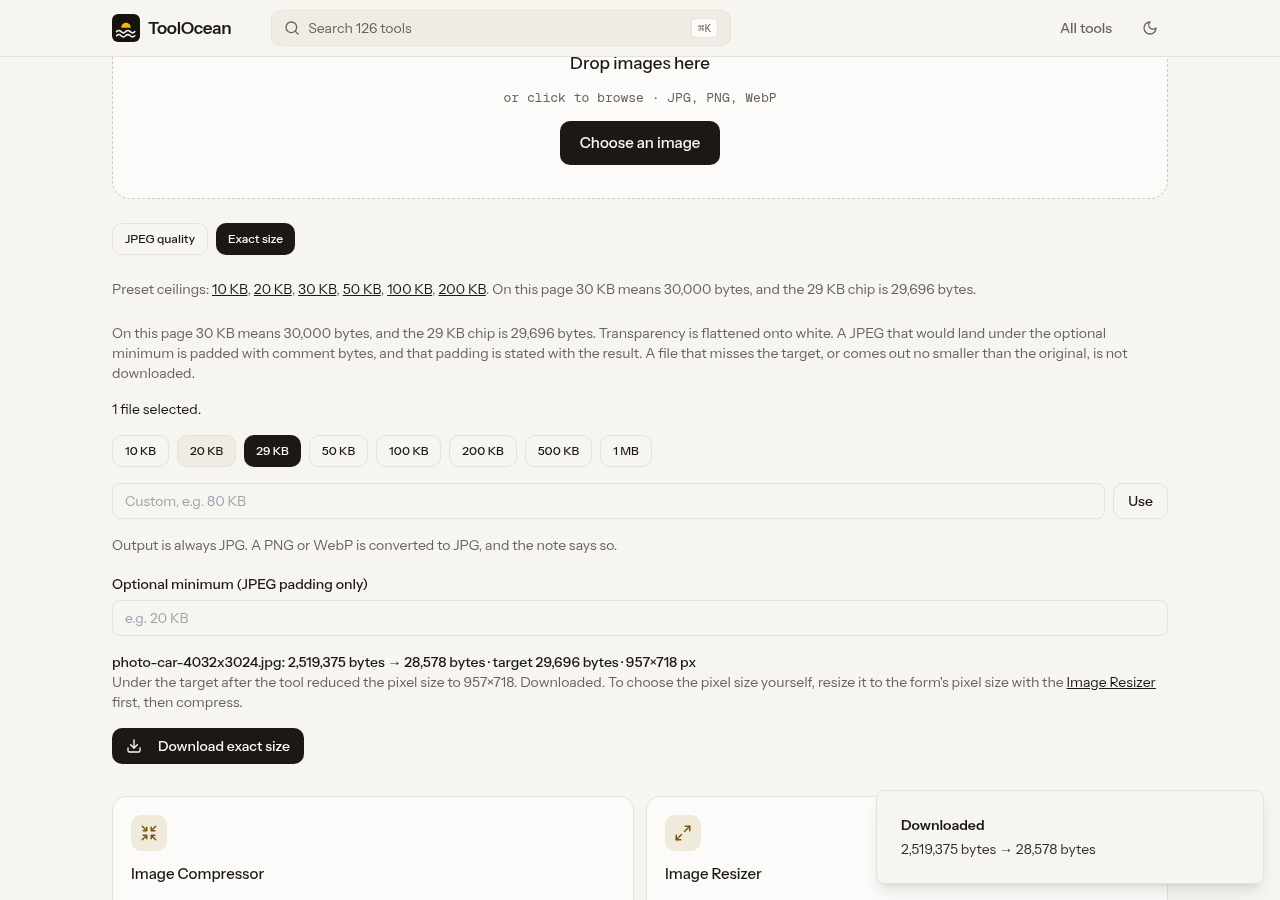 ToolOcean
Search 126 tools
⌘K
All tools
Drop images here
or click to browse · JPG, PNG, WebP
Choose an image
JPEG quality
Exact size
Preset ceilings: 10 KB, 20 KB, 30 KB, 50 KB, 100 KB, 200 KB. On this page 30 KB means 30,000 bytes, and the 29 KB chip is 29,696 bytes.
On this page 30 KB means 30,000 bytes, and the 29 KB chip is 29,696 bytes. Transparency is flattened onto white. A JPEG that would land under the optional
minimum is padded with comment bytes, and that padding is stated with the result. A file that misses the target, or comes out no smaller than the original, is not
downloaded.
1 file selected.
10 KB
20 KB
29 KB
50 KB
100 KB
200 KB
500 KB
1 MB
Custom, e.g. 80 KB
Use
Output is always JPG. A PNG or WebP is converted to JPG, and the note says so.
Optional minimum (JPEG padding only)
e.g. 20 KB
photo-car-4032x3024.jpg: 2,519,375 bytes → 28,578 bytes · target 29,696 bytes · 957×718 px
Under the target after the tool reduced the pixel size to 957×718. Downloaded. To choose the pixel size yourself, resize it to the form's pixel size with the Image Resizer
first, then compress.
Download exact size
Image Compressor
Image Resizer
Downloaded
2,519,375 bytes → 28,578 bytes